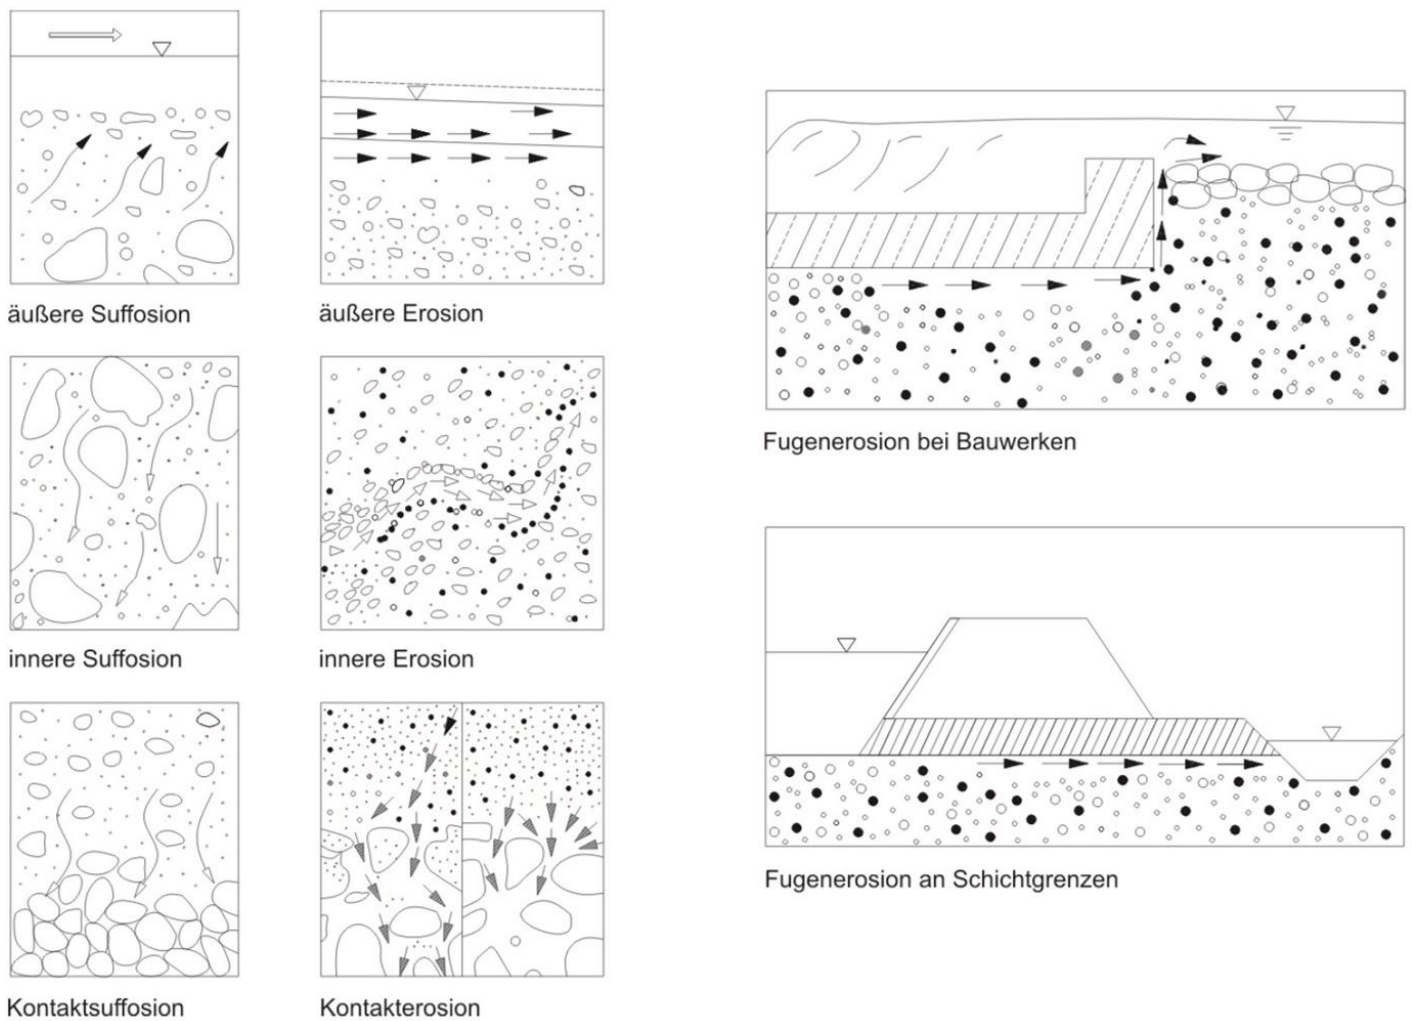 äußere Suffosion
äußere Erosion
innere Suffosion
innere Erosion
Kontaktsuffosion
Kontakterosion
Fugenerosion bei Bauwerken
Fugenerosion an Schichtgrenzen